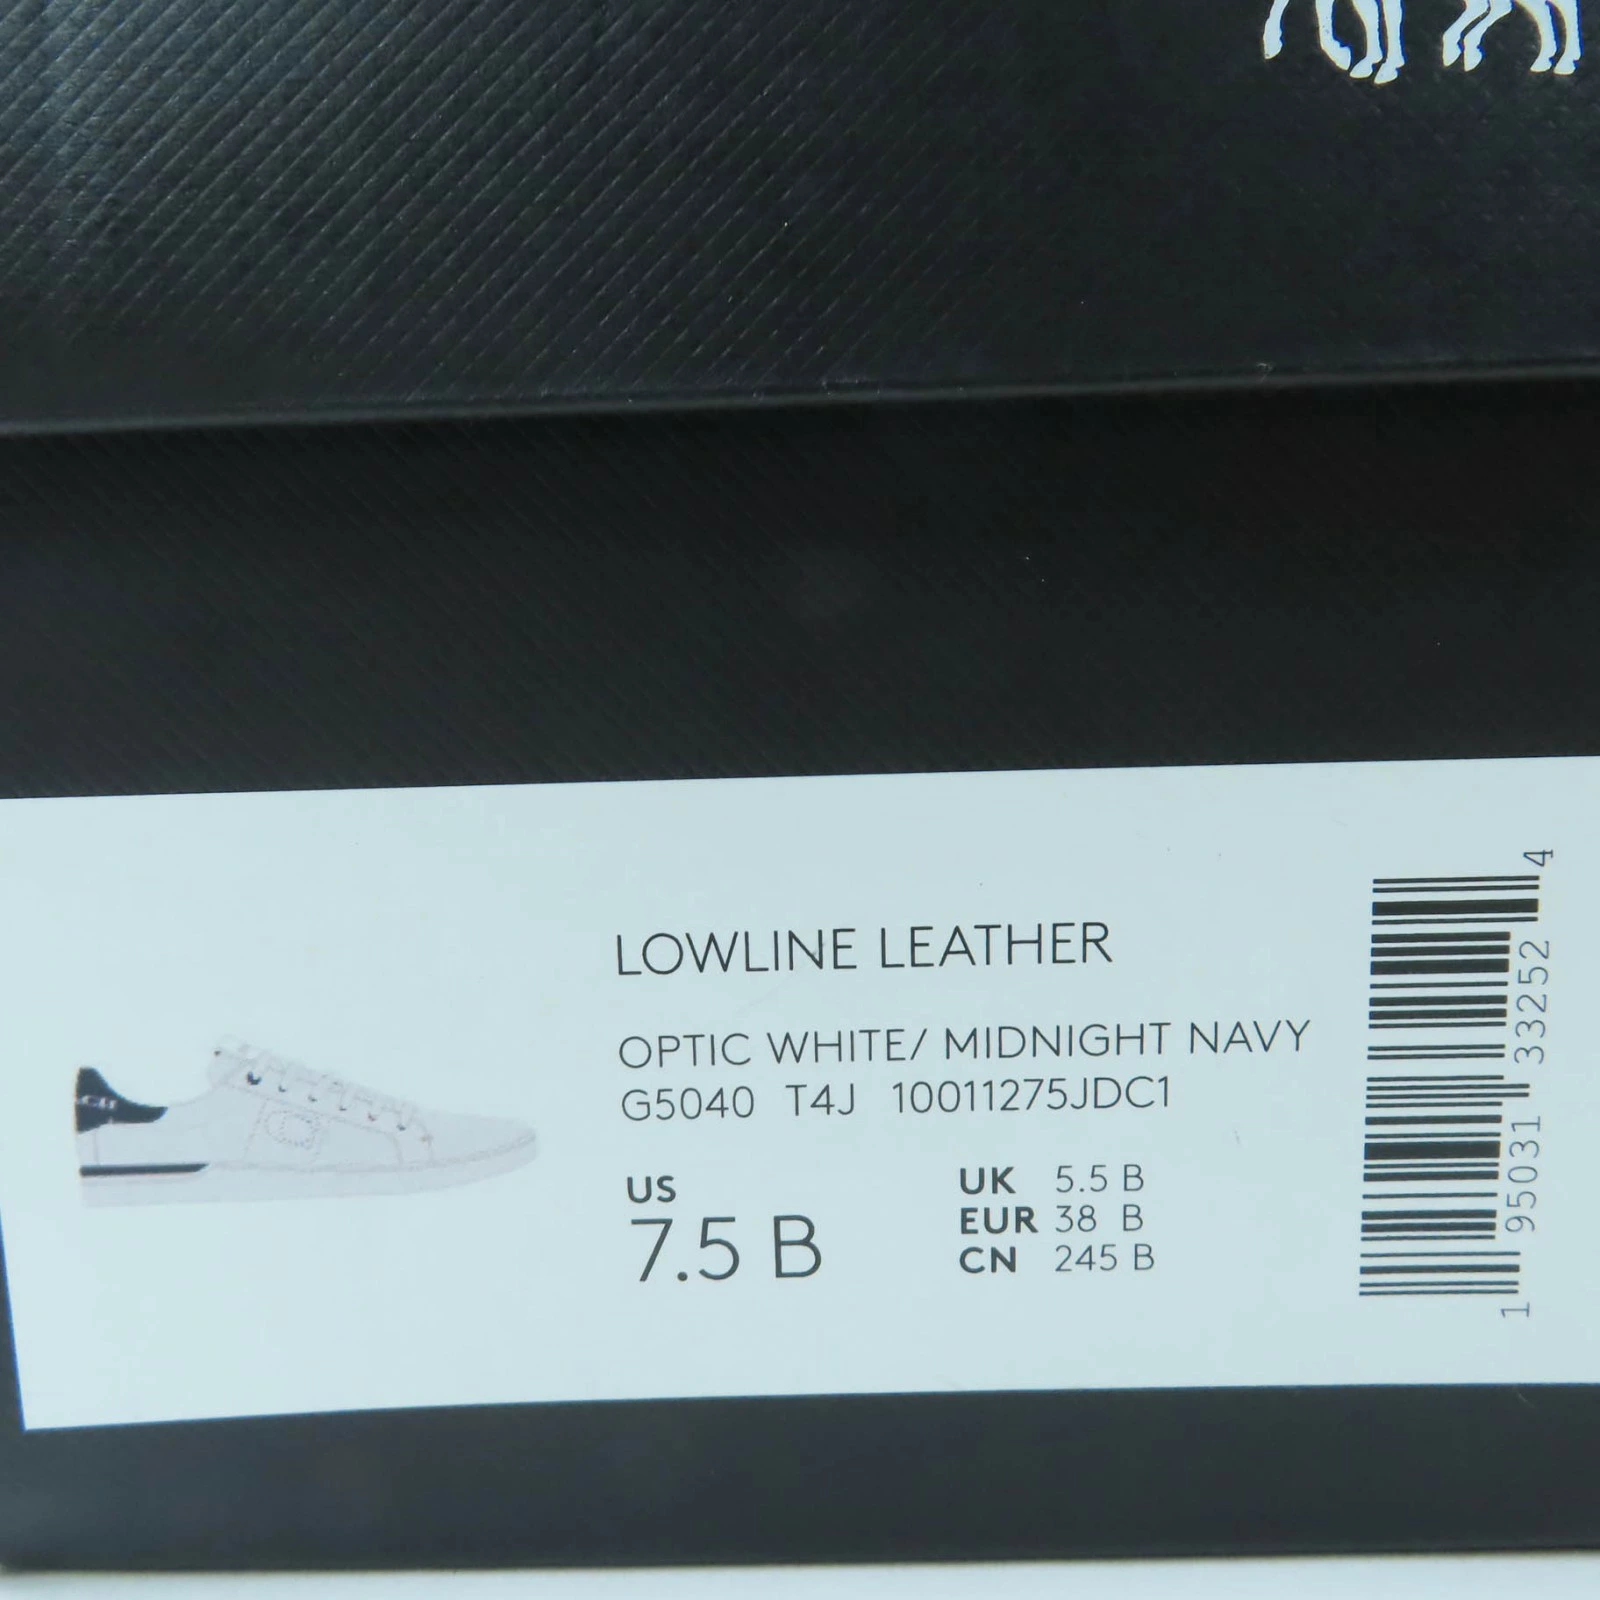 LOWLINE LEATHER
OPTIC WHITE/ MIDNIGHT NAVY
G5040 T4J 10011275JDC1
US
7.5 B
UK 5.5 B
EUR 38 B
CN 245 B
1 95031 33252 4